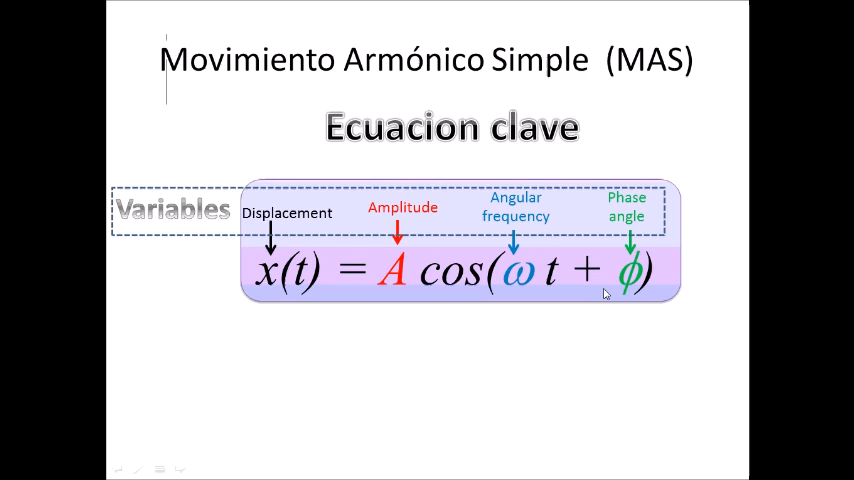 Movimiento Armónico Simple (MAS)
Ecuacion clave
Variables
Displacement
Amplitude
Angular
frequency
Phase
angle
x(t) = A cos(ω t + ϕ)